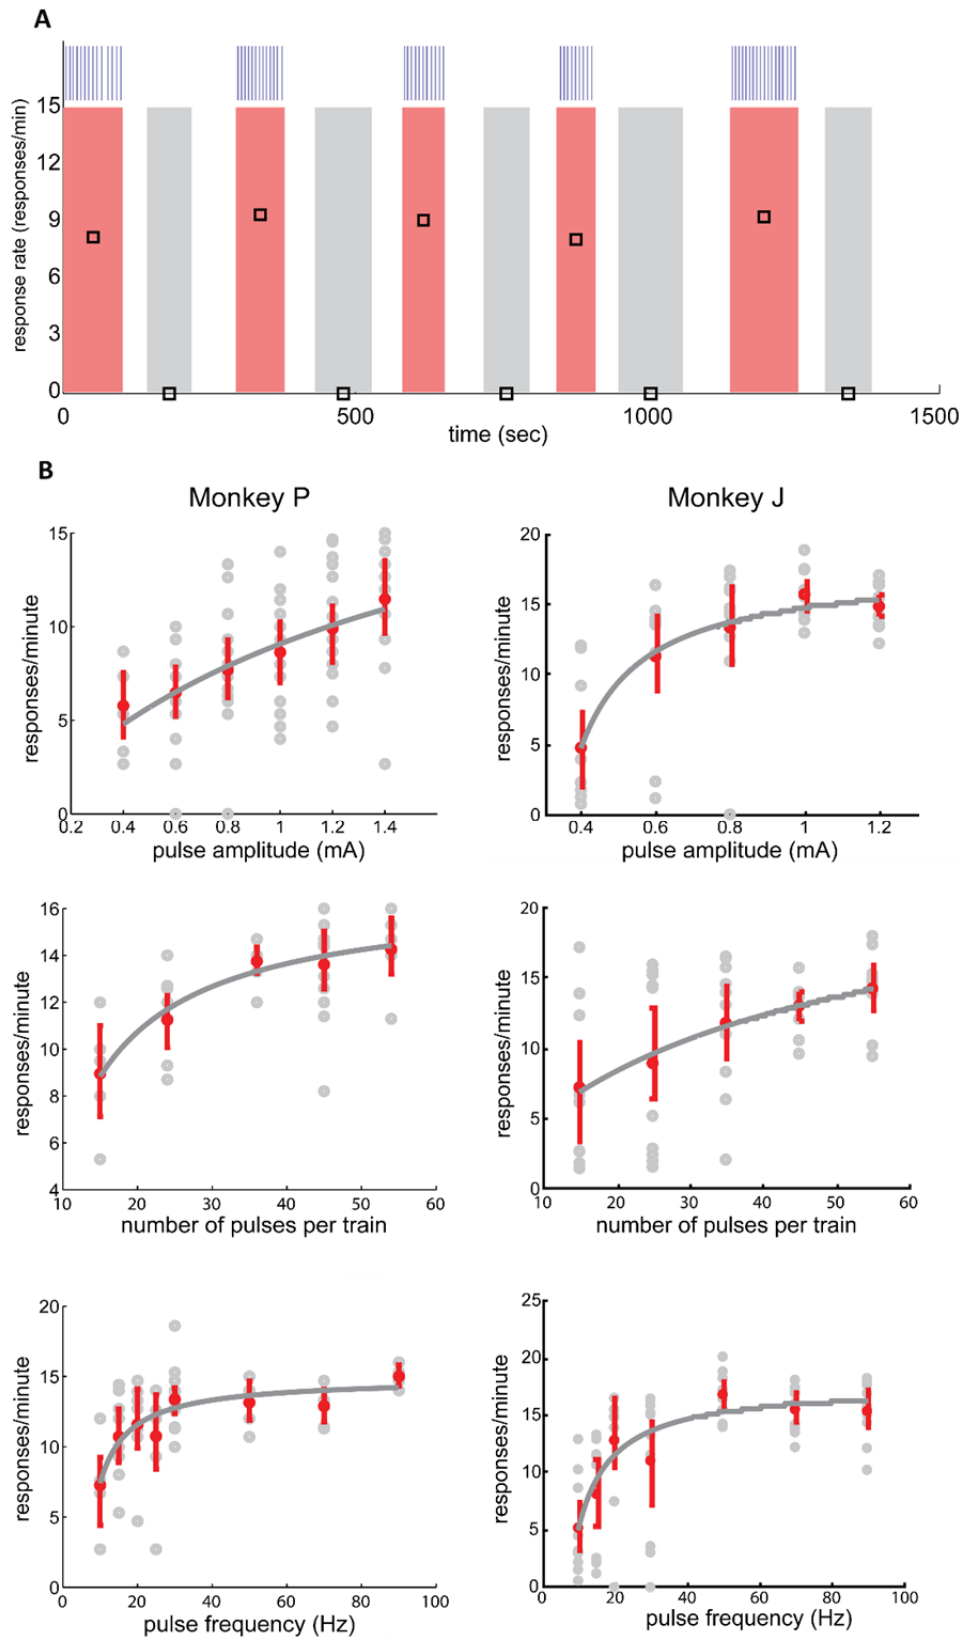 A
response rate (responses/min)
15
12
9
6
3
0
0 500 1000 1500
time (sec)
B
Monkey P Monkey J
responses/minute
15
10
5
0
0.2 0.4 0.6 0.8 1 1.2 1.4
pulse amplitude (mA)
responses/minute
20
15
10
5
0
0.4 0.6 0.8 1 1.2
pulse amplitude (mA)
responses/minute
16
14
12
10
8
6
4
10 20 30 40 50 60
number of pulses per train
responses/minute
20
15
10
5
0
10 20 30 40 50 60
number of pulses per train
responses/minute
20
15
10
5
0
0 20 40 60 80 100
pulse frequency (Hz)
responses/minute
25
20
15
10
5
0
0 20 40 60 80 100
pulse frequency (Hz)